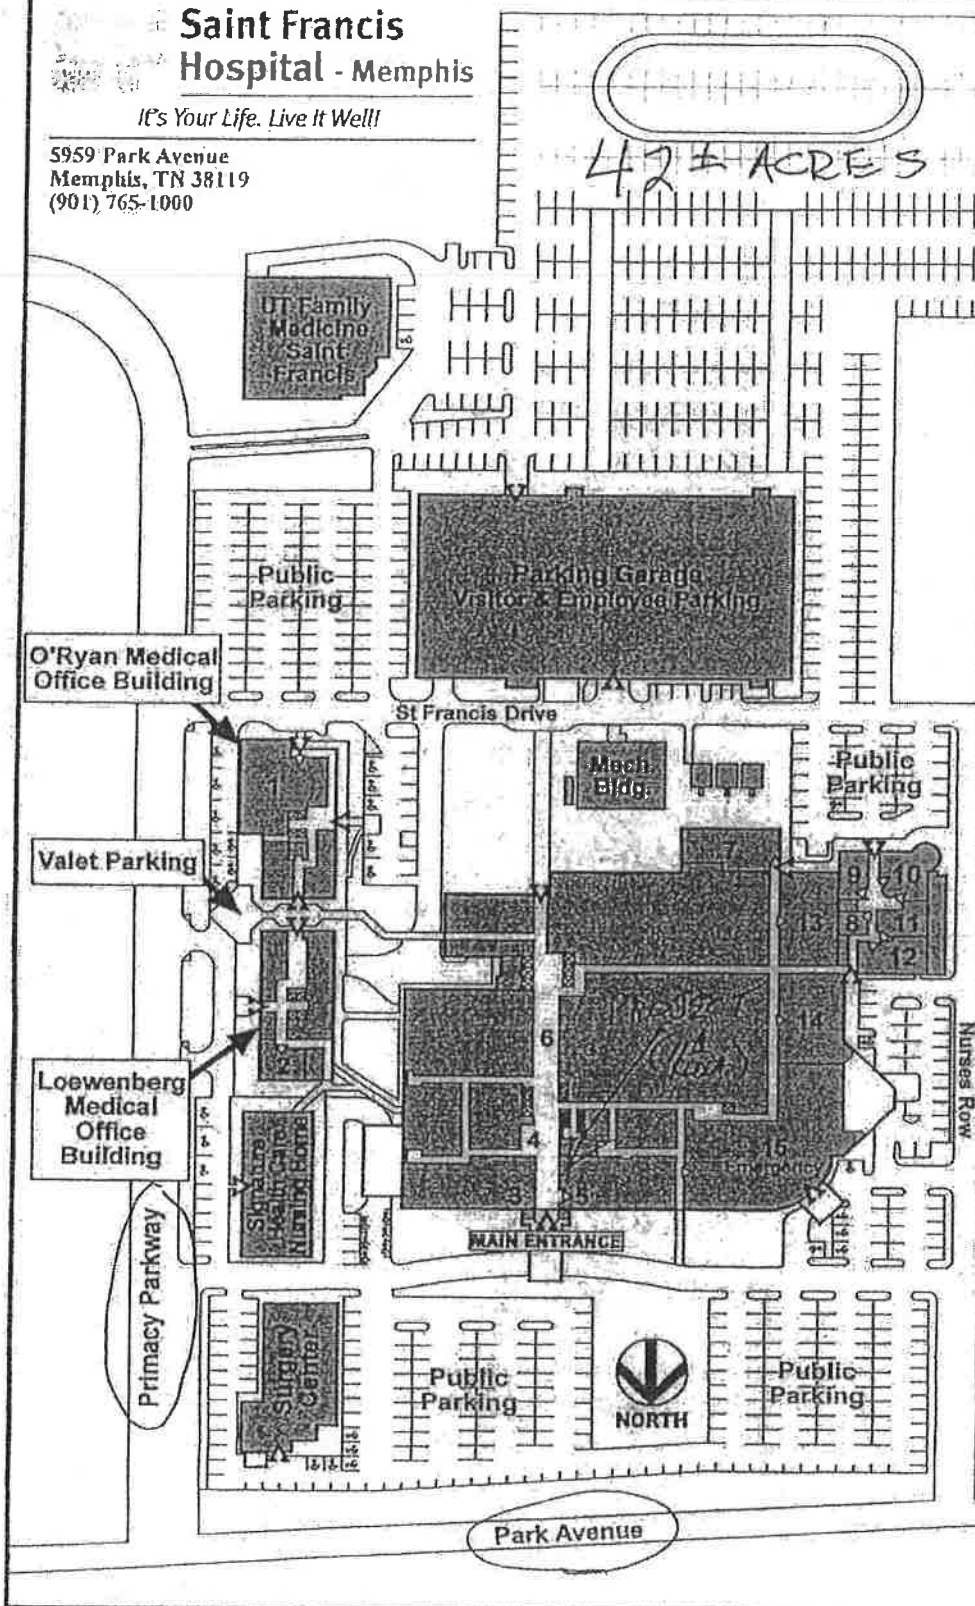 Saint Francis
Hospital - Memphis
It's Your Life. Live It Well!
5959 Park Avenue
Memphis, TN 38119
(901) 765-1000
42 ± ACRES
UT Family
Medicine
Saint
Francis
Parking Garage
Visitor & Employee Parking
Public
Parking
O'Ryan Medical
Office Building
St Francis Drive
Mech.
Bldg.
Public
Parking
1
7
Valet Parking
9
10
13
8
11
12
PROJECT
6
14
Nurses Row
Loewenberg
Medical
Office
Building
2
4
15
Emergency
Signature
HealthCare
Nursing Home
3
5
MAIN ENTRANCE
Primacy Parkway
Surgery
Center
Public
Parking
NORTH
Public
Parking
Park Avenue